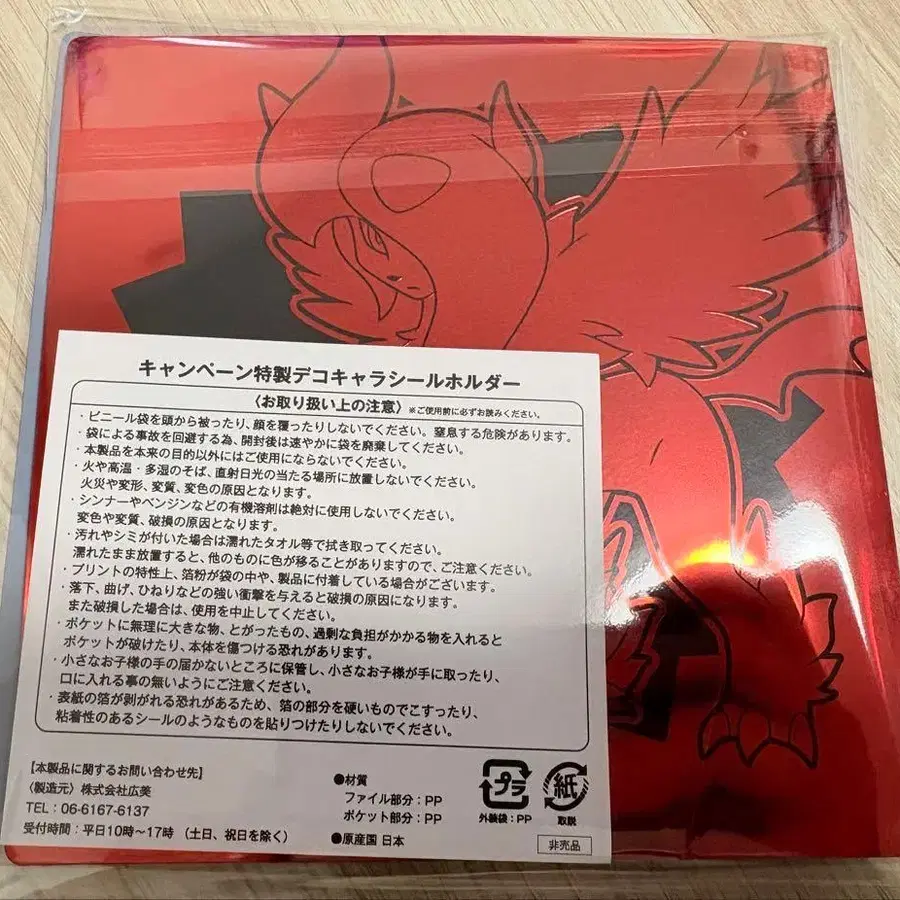 キャンペーン特製デコキャラシールホルダー
〈お取り扱い上の注意〉※ご使用前に必ずお読みください。
・ビニール袋を頭から被ったり、顔を覆ったりしないでください。窒息する危険があります。
・袋による事故を回避する為、開封後は速やかに袋を廃棄してください。
・本製品を本来の目的以外にはご使用にならないでください。
・火や高温・多湿のそば、直射日光の当たる場所に放置しないでください。
火災や変形、変質、変色の原因となります。
・シンナーやベンジンなどの有機溶剤は絶対に使用しないでください。
変色や変質、破損の原因となります。
・汚れやシミが付いた場合は濡れたタオル等で拭き取ってください。
濡れたまま放置すると、他のものに色が移ることがありますので、ご注意ください。
・プリントの特性上、箔粉が袋の中や、製品に付着している場合がございます。
・落下、曲げ、ひねりなどの強い衝撃を与えると破損の原因になります。
また破損した場合は、使用を中止してください。
・ポケットに無理に大きな物、とがったもの、過剰な負担がかかる物を入れると
ポケットが破けたり、本体を傷つける恐れがあります。
・小さなお子様の手の届かないところに保管し、小さなお子様が手に取ったり、
口に入れる事の無いようにご注意ください。
・表紙の箔が剥がれる恐れがあるため、箔の部分を硬いものでこすったり、
粘着性のあるシールのようなものを貼りつけたりしないでください。
【本製品に関するお問い合わせ先】
〈製造元〉株式会社広美
TEL：06-6167-6137
受付時間：平日10時～17時（土日、祝日を除く）
●材質
ファイル部分：PP
ポケット部分：PP
●原産国 日本
プラ
外装袋：PP
紙
取説
非売品